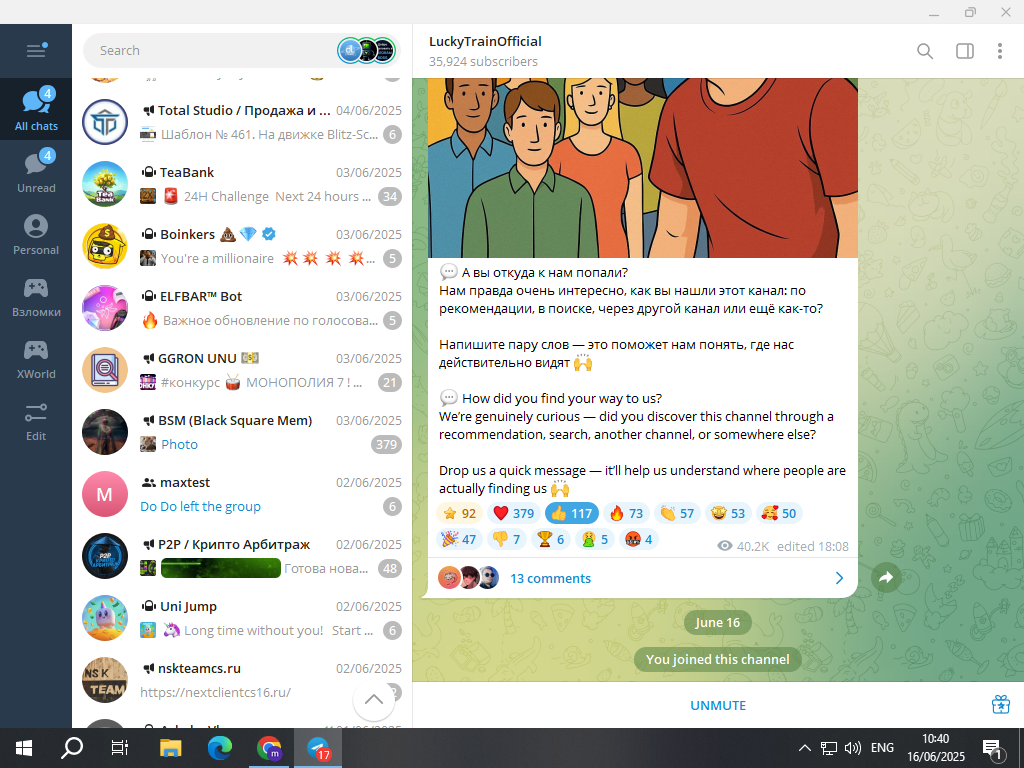 Search
LuckyTrainOfficial
35,924 subscribers
4
All chats
4
Unread
Personal
Взломки
XWorld
Edit
Total Studio / Продажа и ... 04/06/2025
Шаблон № 461. На движке Blitz-Sc... 6
TeaBank 03/06/2025
🚨 24H Challenge Next 24 hours ... 34
Boinkers 💩 💎 03/06/2025
You're a millionaire 💥 💥 💥 💥... 5
ELFBAR™ Bot 03/06/2025
🔥 Важное обновление по голосова... 5
GGRON UNU 💵 03/06/2025
#конкурс 🥁 МОНОПОЛИЯ 7 ! ... 21
BSM (Black Square Mem) 03/06/2025
Photo 379
M
maxtest 02/06/2025
Do Do left the group 6
P2P / Крипто Арбитраж 02/06/2025
Готова нова... 48
Uni Jump 02/06/2025
🦄 Long time without you! Start ... 6
nskteamcs.ru 02/06/2025
https://nextclientcs16.ru/
NSK
TEAM
💬 А вы откуда к нам попали?
Нам правда очень интересно, как вы нашли этот канал: по
рекомендации, в поиске, через другой канал или ещё как-то?
Напишите пару слов — это поможет нам понять, где нас
действительно видят 🙌
💬 How did you find your way to us?
We're genuinely curious — did you discover this channel through a
recommendation, search, another channel, or somewhere else?
Drop us a quick message — it'll help us understand where people are
actually finding us 🙌
⭐ 92 ❤️ 379 👍 117 🔥 73 👏 57 🤩 53 🥰 50
🎉 47 👎 7 🏆 6 🤮 5 🤬 4
40.2K edited 18:08
13 comments
June 16
You joined this channel
UNMUTE
m
17
ENG
10:40
16/06/2025
1